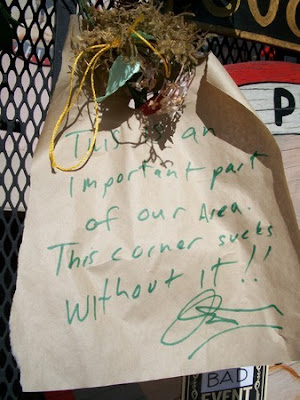 This an
Important part
of our Area.
This corner sucks
Without it!!
P
BAD
EVENT